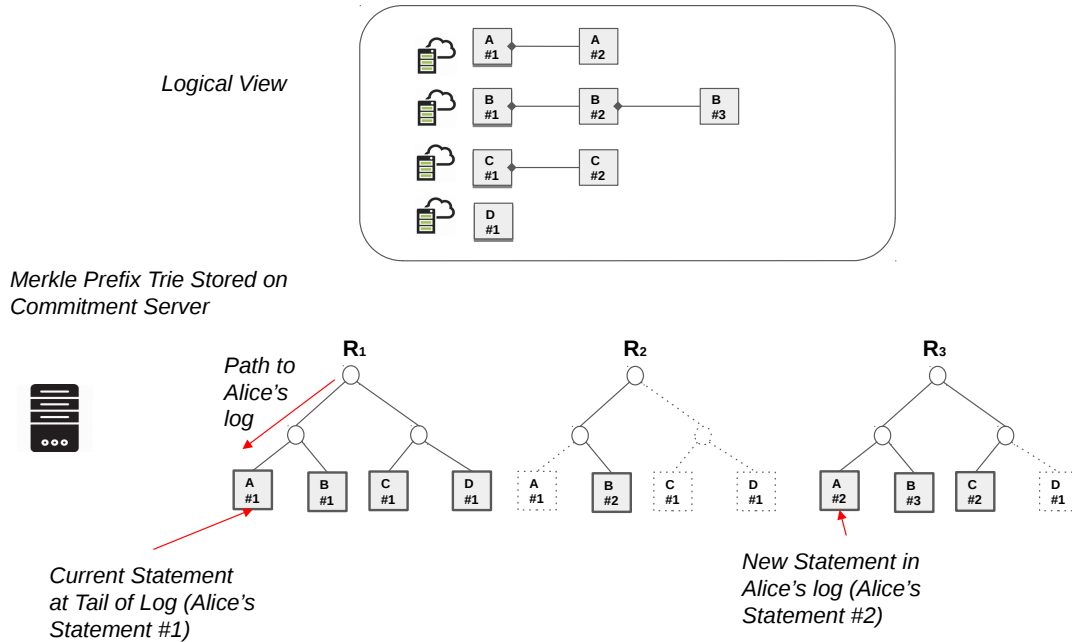 Logical View
A
#1
A
#2
B
#1
B
#2
B
#3
C
#1
C
#2
D
#1
Merkle Prefix Trie Stored on
Commitment Server
Path to
Alice’s
log
R1
R2
R3
A
#1
B
#1
C
#1
D
#1
A
#1
B
#2
C
#1
D
#1
A
#2
B
#3
C
#2
D
#1
Current Statement
at Tail of Log (Alice’s
Statement #1)
New Statement in
Alice’s log (Alice’s
Statement #2)